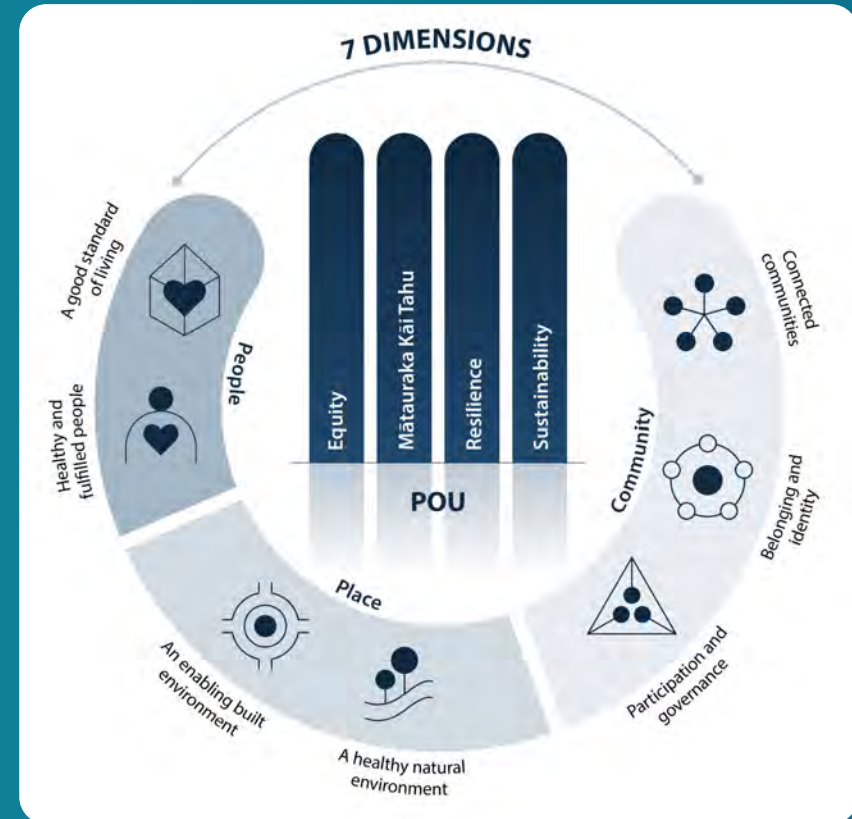 7 DIMENSIONS
A good standard
of living
Healthy and
fulfilled people
People
Equity
Mātauraka Kāi Tahu
Resilience
Sustainability
POU
Place
An enabling built
environment
A healthy natural
environment
Community
Connected
communities
Belonging and
identity
Participation and
governance